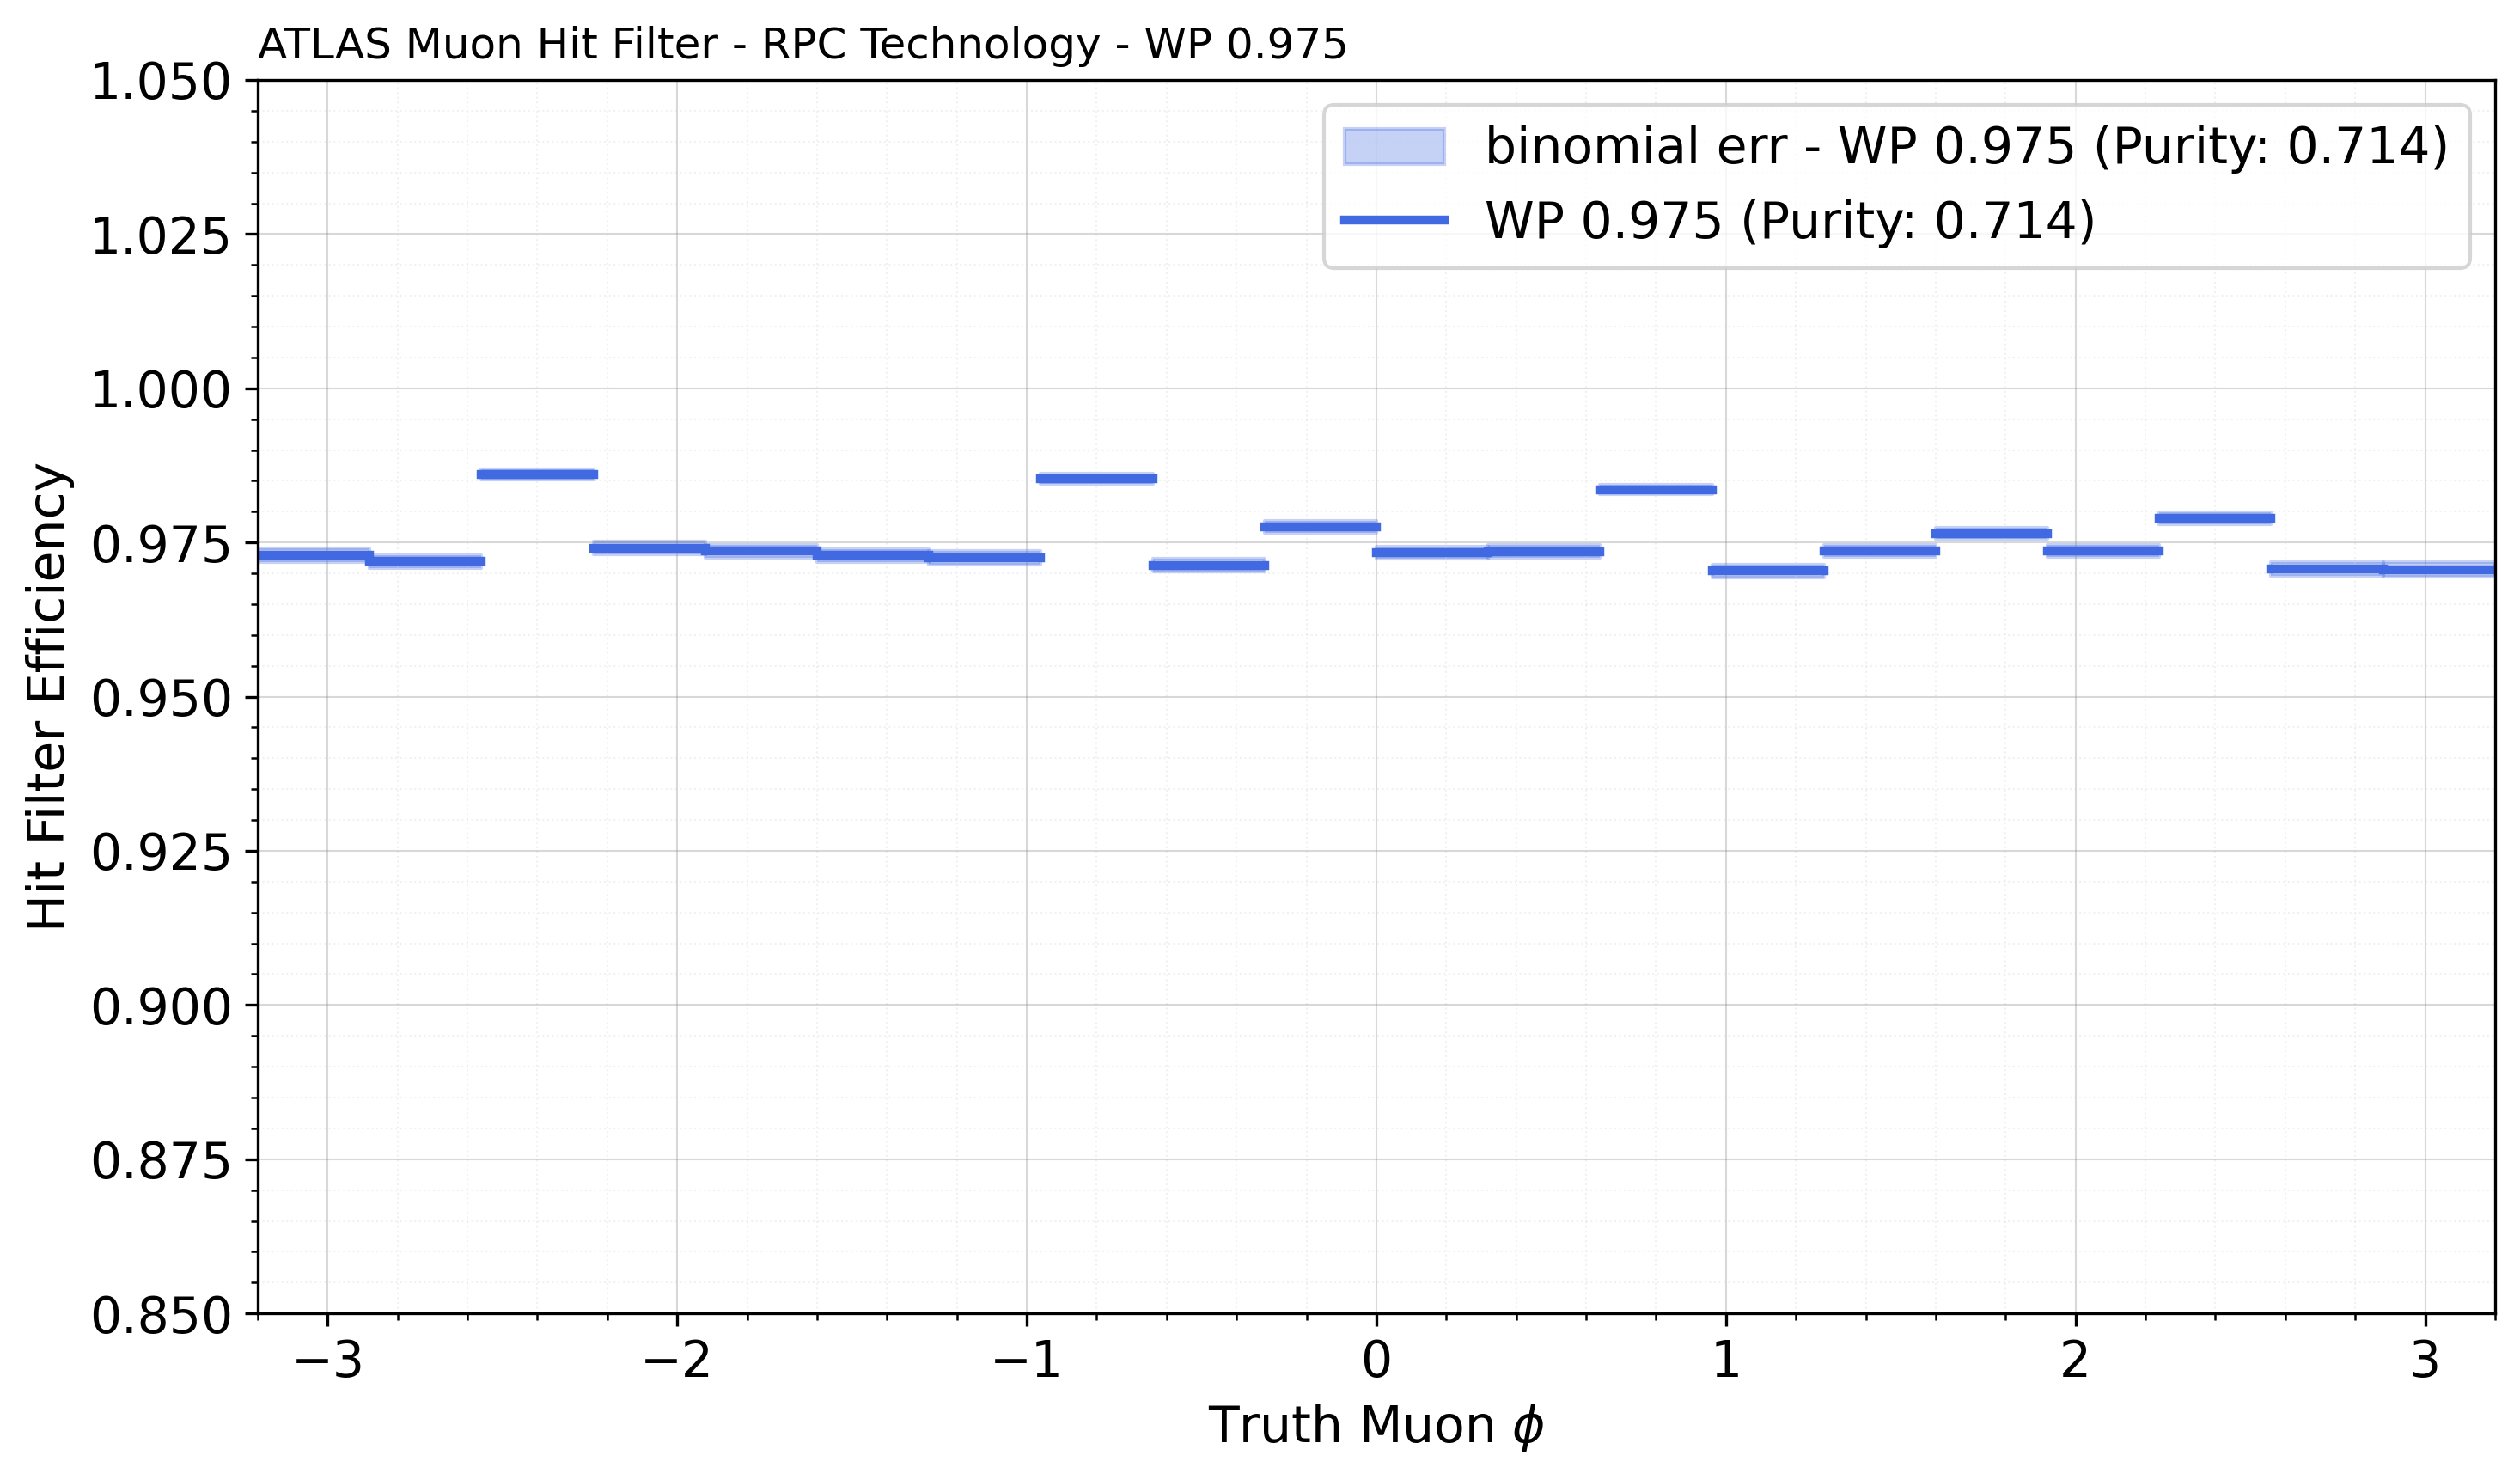 ATLAS Muon Hit Filter - RPC Technology - WP 0.975
binomial err - WP 0.975 (Purity: 0.714)
WP 0.975 (Purity: 0.714)
Hit Filter Efficiency
1.050
1.025
1.000
0.975
0.950
0.925
0.900
0.875
0.850
−3 −2 −1 0 1 2 3
Truth Muon ϕ